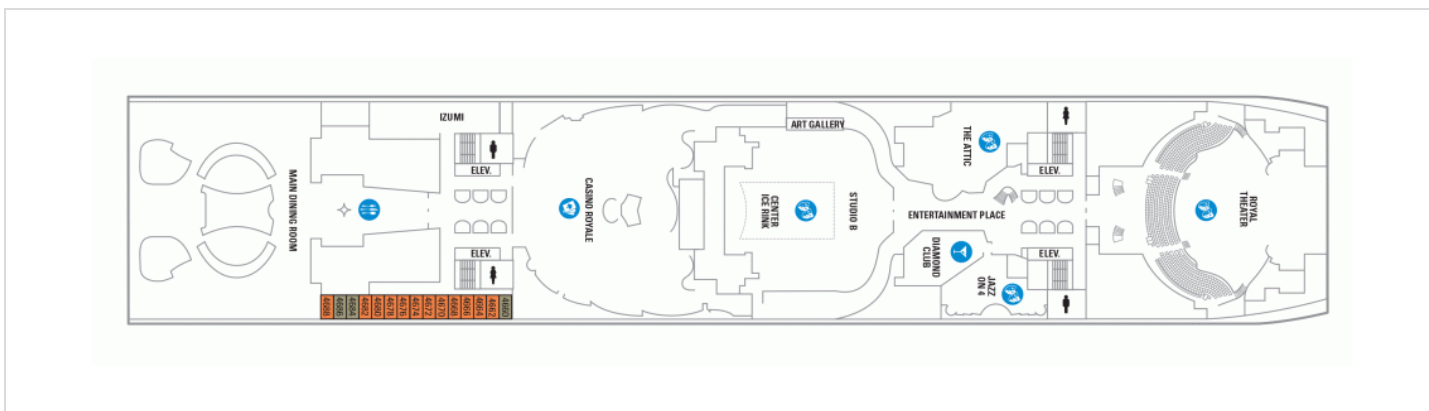 IZUMI
ELEV.
ELEV.
MAIN DINING ROOM
4688
4686
4684
4682
4680
4678
4676
4674
4672
4670
4668
4666
4664
4662
4660
CASINO ROYALE
ART GALLERY
CENTER
ICE RINK
STUDIO B
THE ATTIC
ENTERTAINMENT PLACE
DIAMOND
CLUB
JAZZ
ON 4
ELEV.
ELEV.
ROYAL
THEATER